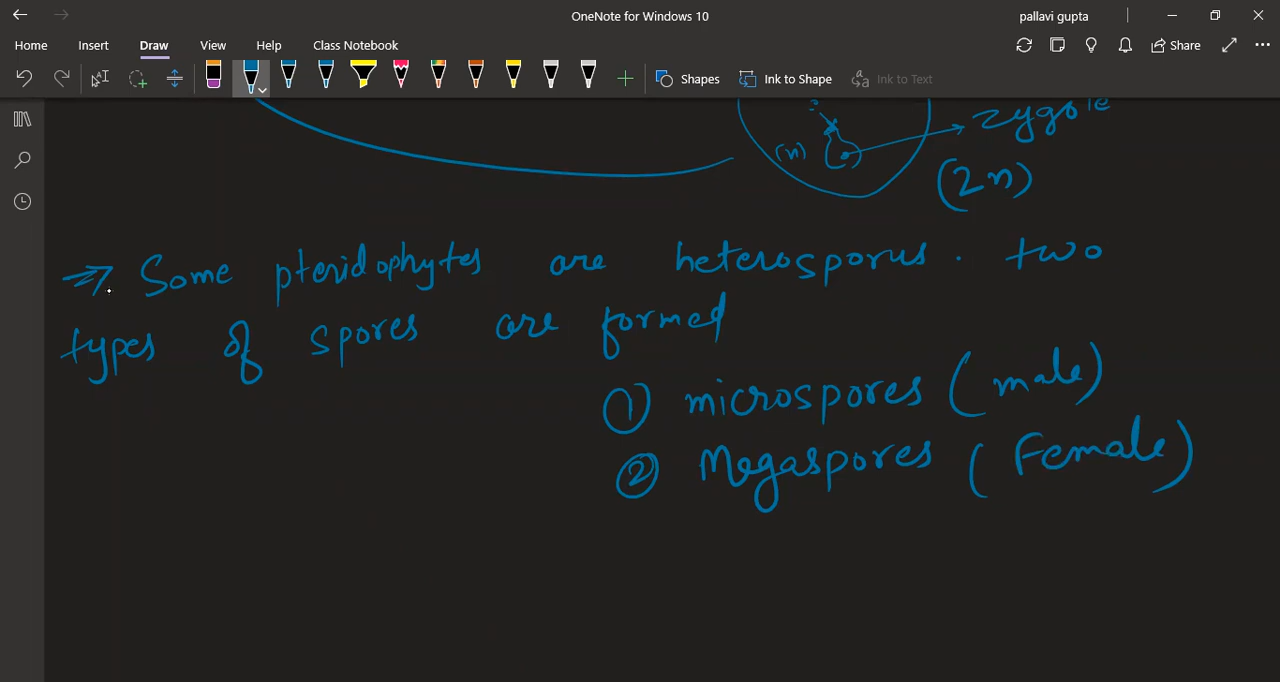 OneNote for Windows 10
pallavi gupta
Home Insert Draw View Help Class Notebook
Share
Shapes Ink to Shape Ink to Text
zygote
(n)
(2n)
Some pteridophytes are heterosporus. two
types of spores are formed
① microspores (male)
② Megaspores (Female)